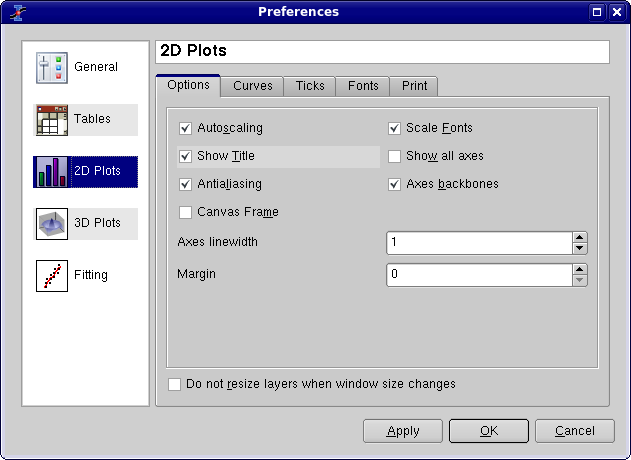 Preferences
General
Tables
2D Plots
3D Plots
Fitting
2D Plots
Options Curves Ticks Fonts Print
Autoscaling Scale Fonts
Show Title Show all axes
Antialiasing Axes backbones
Canvas Frame
Axes linewidth 1
Margin 0
Do not resize layers when window size changes
Apply OK Cancel